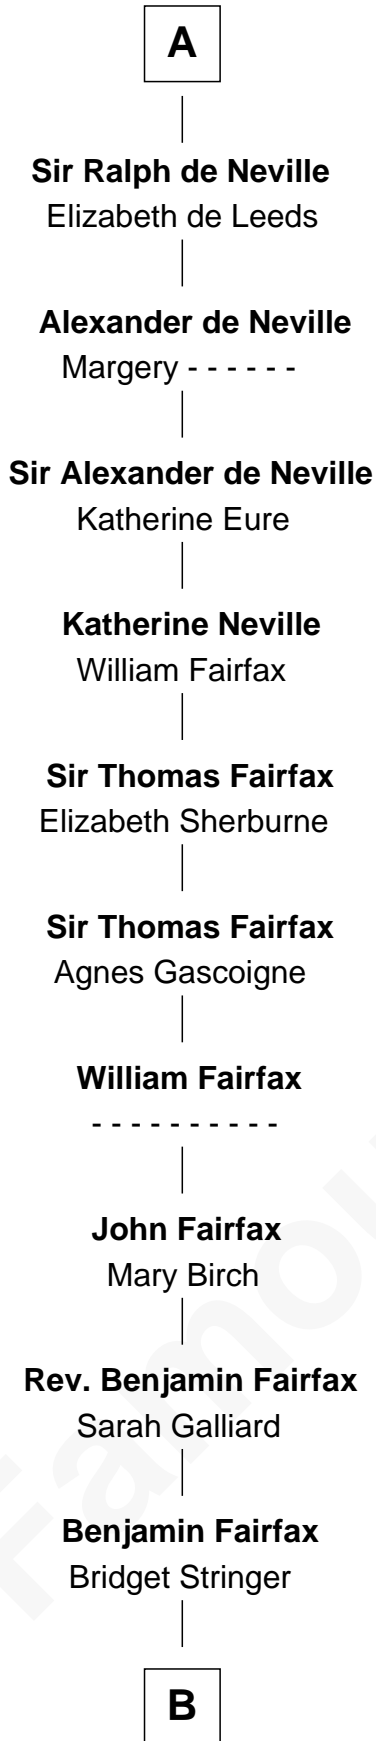 A
Sir Ralph de Neville
Elizabeth de Leeds
Alexander de Neville
Margery - - - - - -
Sir Alexander de Neville
Katherine Eure
Katherine Neville
William Fairfax
Sir Thomas Fairfax
Elizabeth Sherburne
Sir Thomas Fairfax
Agnes Gascoigne
William Fairfax
- - - - - - - - - -
John Fairfax
Mary Birch
Rev. Benjamin Fairfax
Sarah Galliard
Benjamin Fairfax
Bridget Stringer
B
Famou